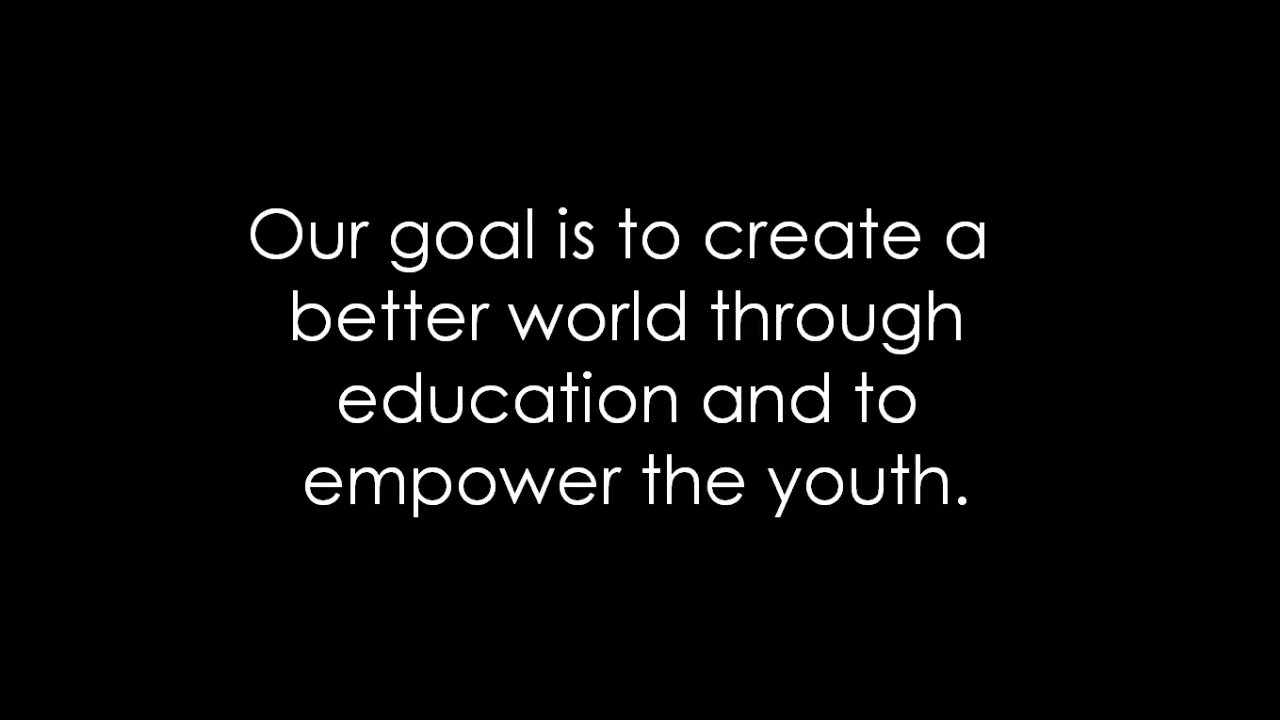 Our goal is to create a
better world through
education and to
empower the youth.